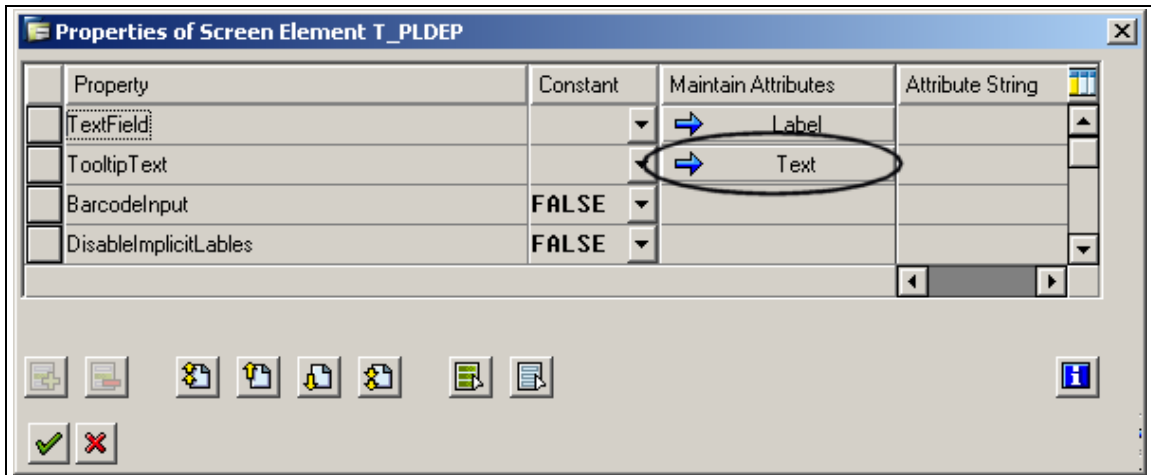 Properties of Screen Element T_PLDEP
Property Constant Maintain Attributes Attribute String
TextField Label
TooltipText Text
BarcodeInput FALSE
DisableImplicitLables FALSE